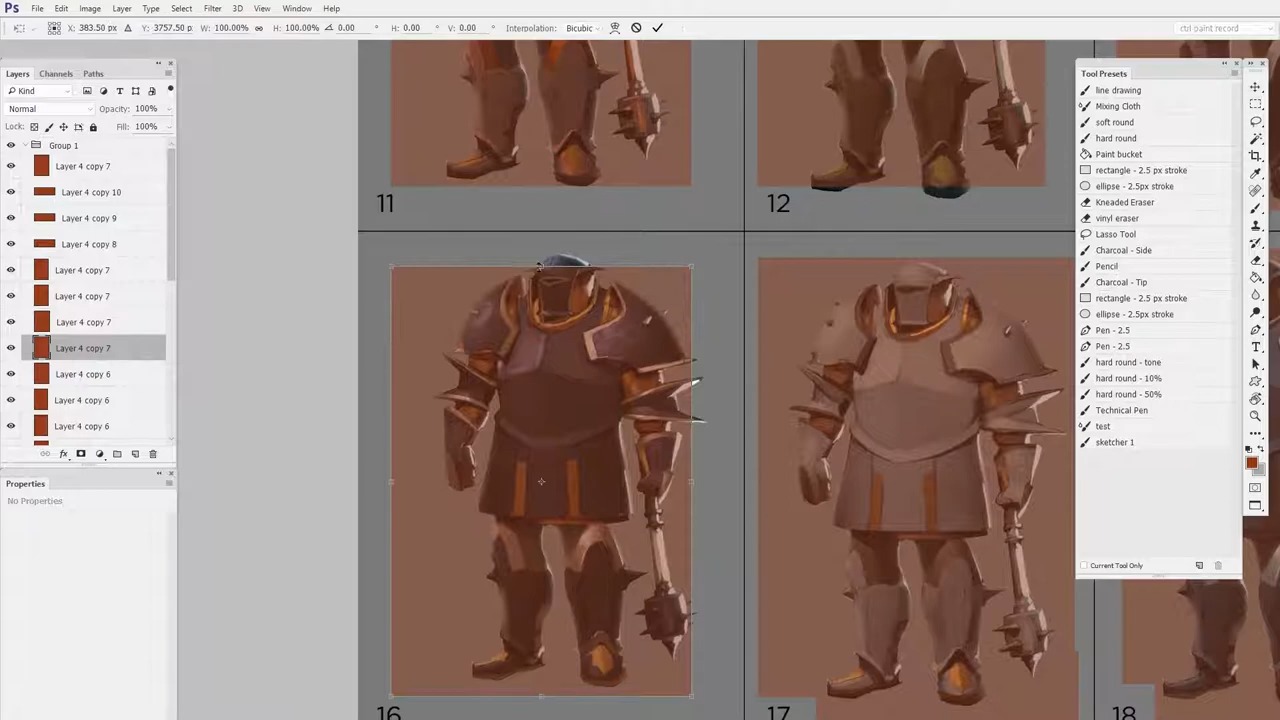 Ps File Edit Image Layer Type Select Filter 3D View Window Help
X: 383.50 px Y: 3757.50 p W: 100.00% H: 100.00% 0.00 ° H: 0.00 ° V: 0.00 ° Interpolation: Bicubic
ctrl paint record
Layers Channels Paths
Kind
Normal Opacity: 100%
Lock: Fill: 100%
Group 1
Layer 4 copy 7
Layer 4 copy 10
Layer 4 copy 9
Layer 4 copy 8
Layer 4 copy 7
Layer 4 copy 7
Layer 4 copy 7
Layer 4 copy 7
Layer 4 copy 6
Layer 4 copy 6
Layer 4 copy 6
fx
Properties
No Properties
11
12
16
17
18
Tool Presets
line drawing
Mixing Cloth
soft round
hard round
Paint bucket
rectangle - 2.5 px stroke
ellipse - 2.5px stroke
Kneaded Eraser
vinyl eraser
Lasso Tool
Charcoal - Side
Pencil
Charcoal - Tip
rectangle - 2.5 px stroke
ellipse - 2.5px stroke
Pen - 2.5
Pen - 2.5
hard round - tone
hard round - 10%
hard round - 50%
Technical Pen
test
sketcher 1
Current Tool Only